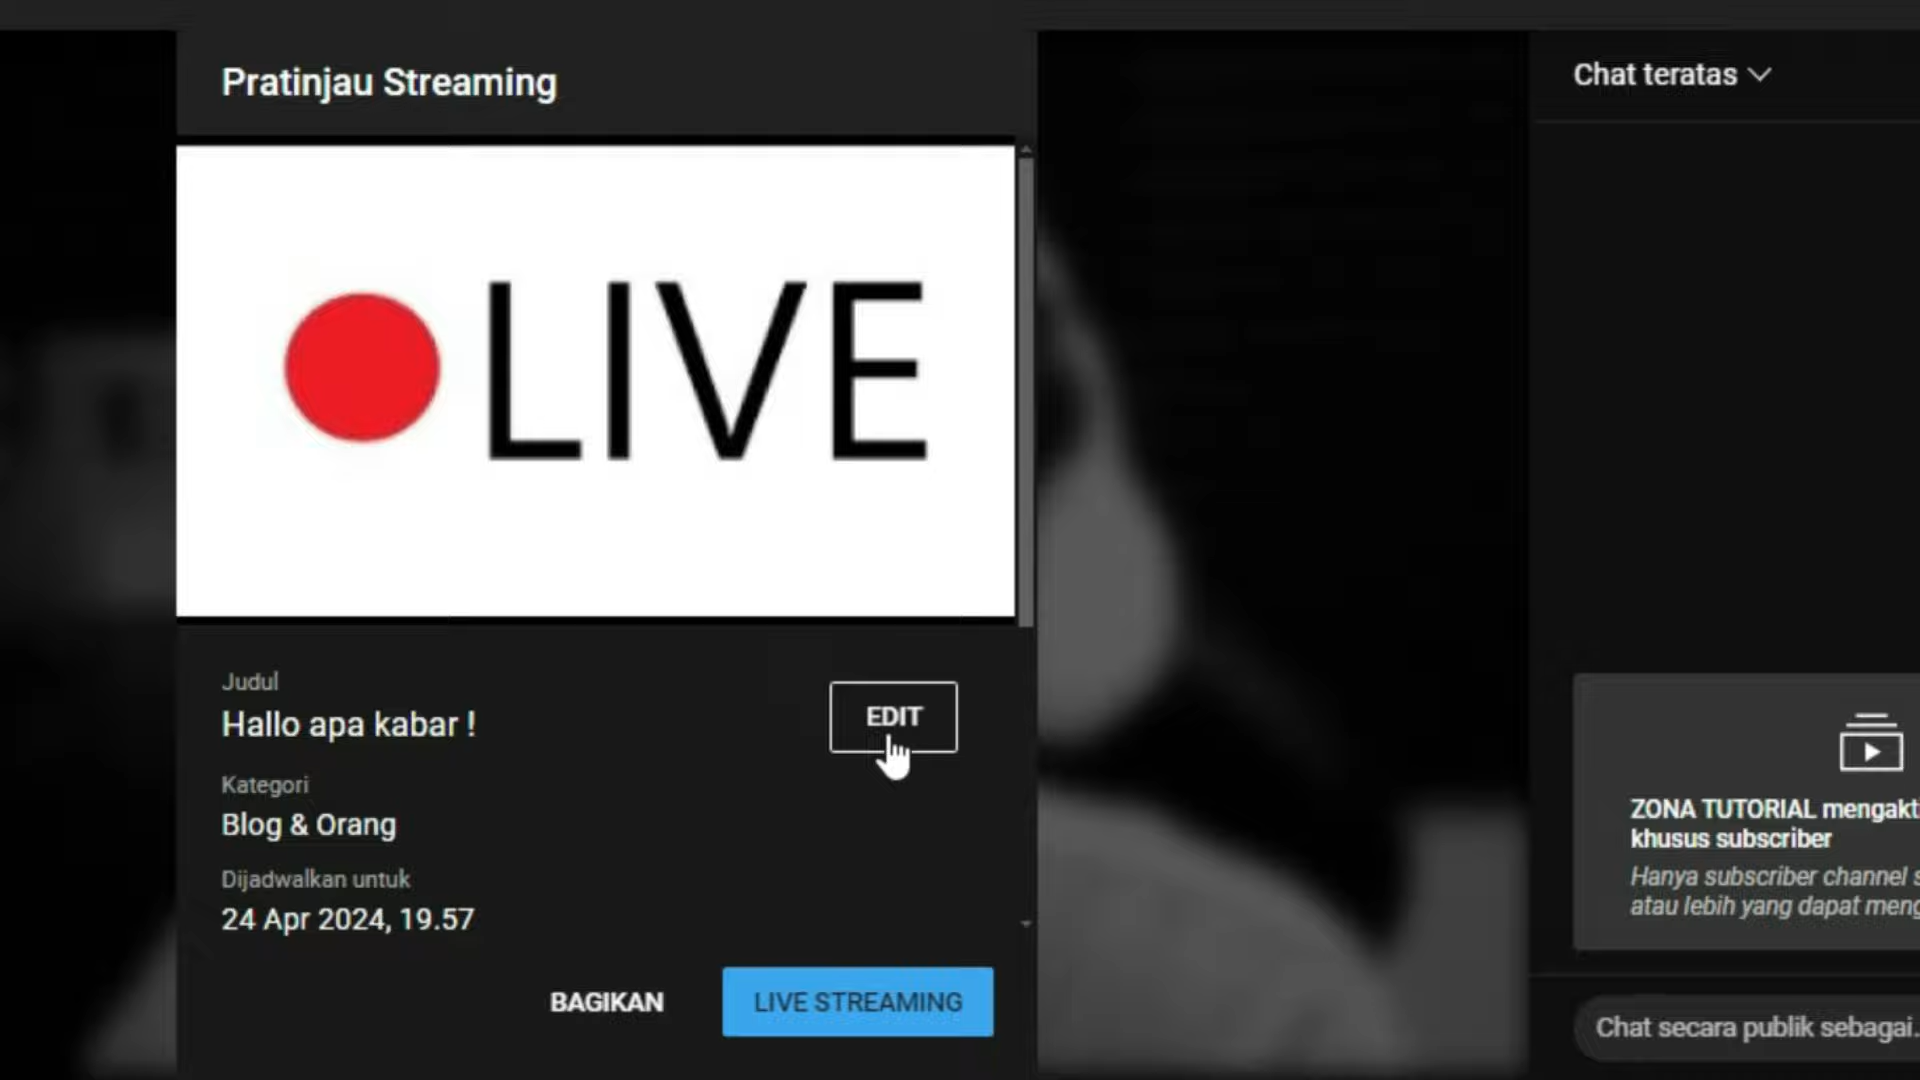 Pratinjau Streaming
LIVE
Judul
Hallo apa kabar !
EDIT
Kategori
Blog & Orang
Dijadwalkan untuk
24 Apr 2024, 19.57
BAGIKAN
LIVE STREAMING
Chat teratas
ZONA TUTORIAL
khusus subscriber
Hanya subscriber channel
atau lebih yang dapat
Chat secara publik sebagai...